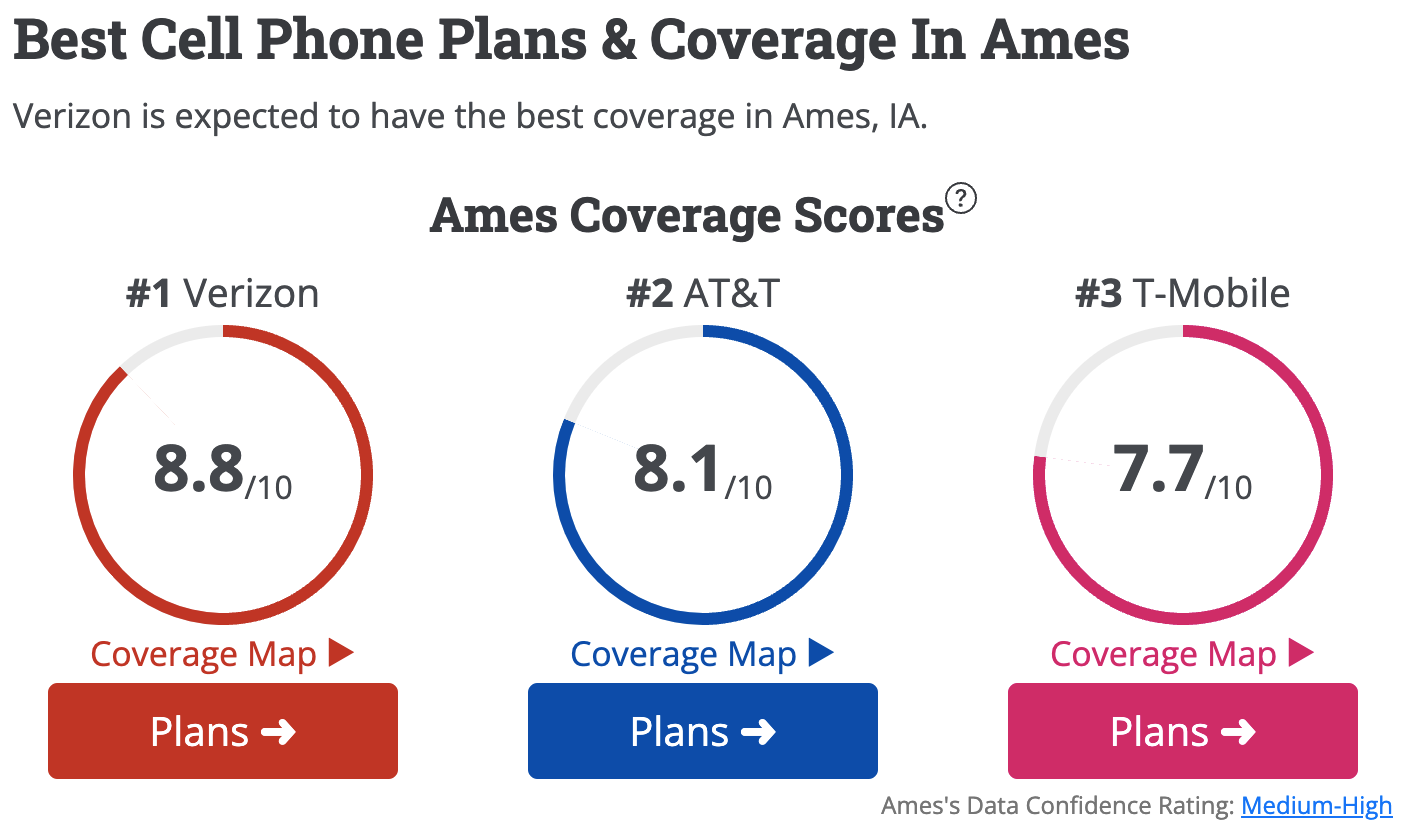 Best Cell Phone Plans & Coverage In Ames
Verizon is expected to have the best coverage in Ames, IA.
Ames Coverage Scores ?
#1 Verizon
8.8/10
Coverage Map ▶
Plans ➜
#2 AT&T
8.1/10
Coverage Map ▶
Plans ➜
#3 T-Mobile
7.7/10
Coverage Map ▶
Plans ➜
Ames's Data Confidence Rating: Medium-High